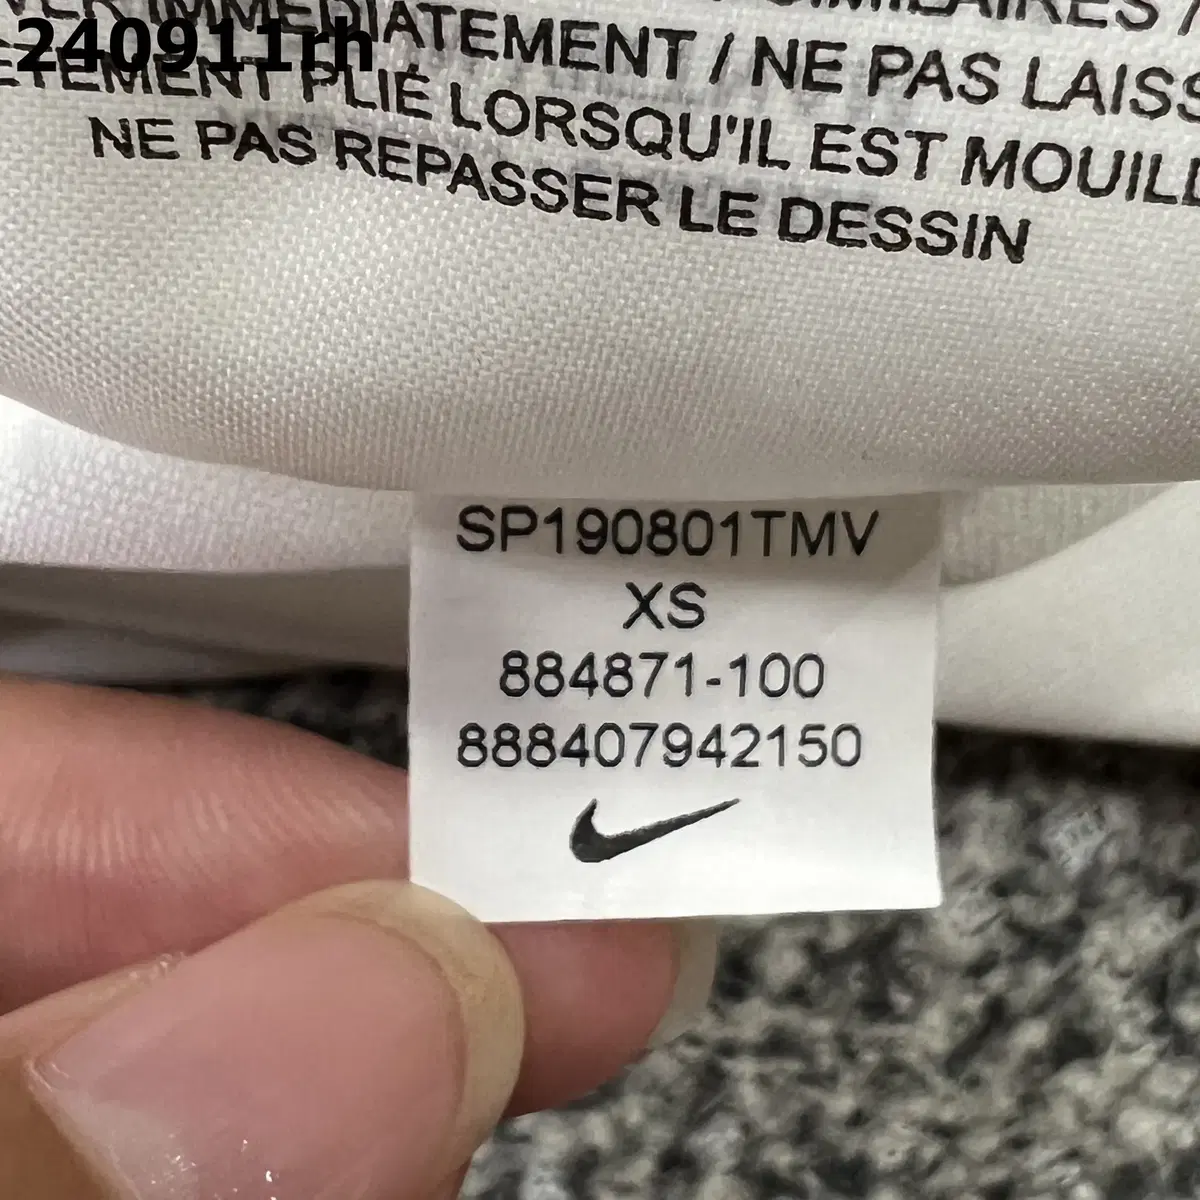 SIMILAIRES /
240911rh
VER IMMÉDIATEMENT / NE PAS LAISS
ÊTEMENT PLIÉ LORSQU'IL EST MOUILL
NE PAS REPASSER LE DESSIN
SP190801TMV
XS
884871-100
888407942150